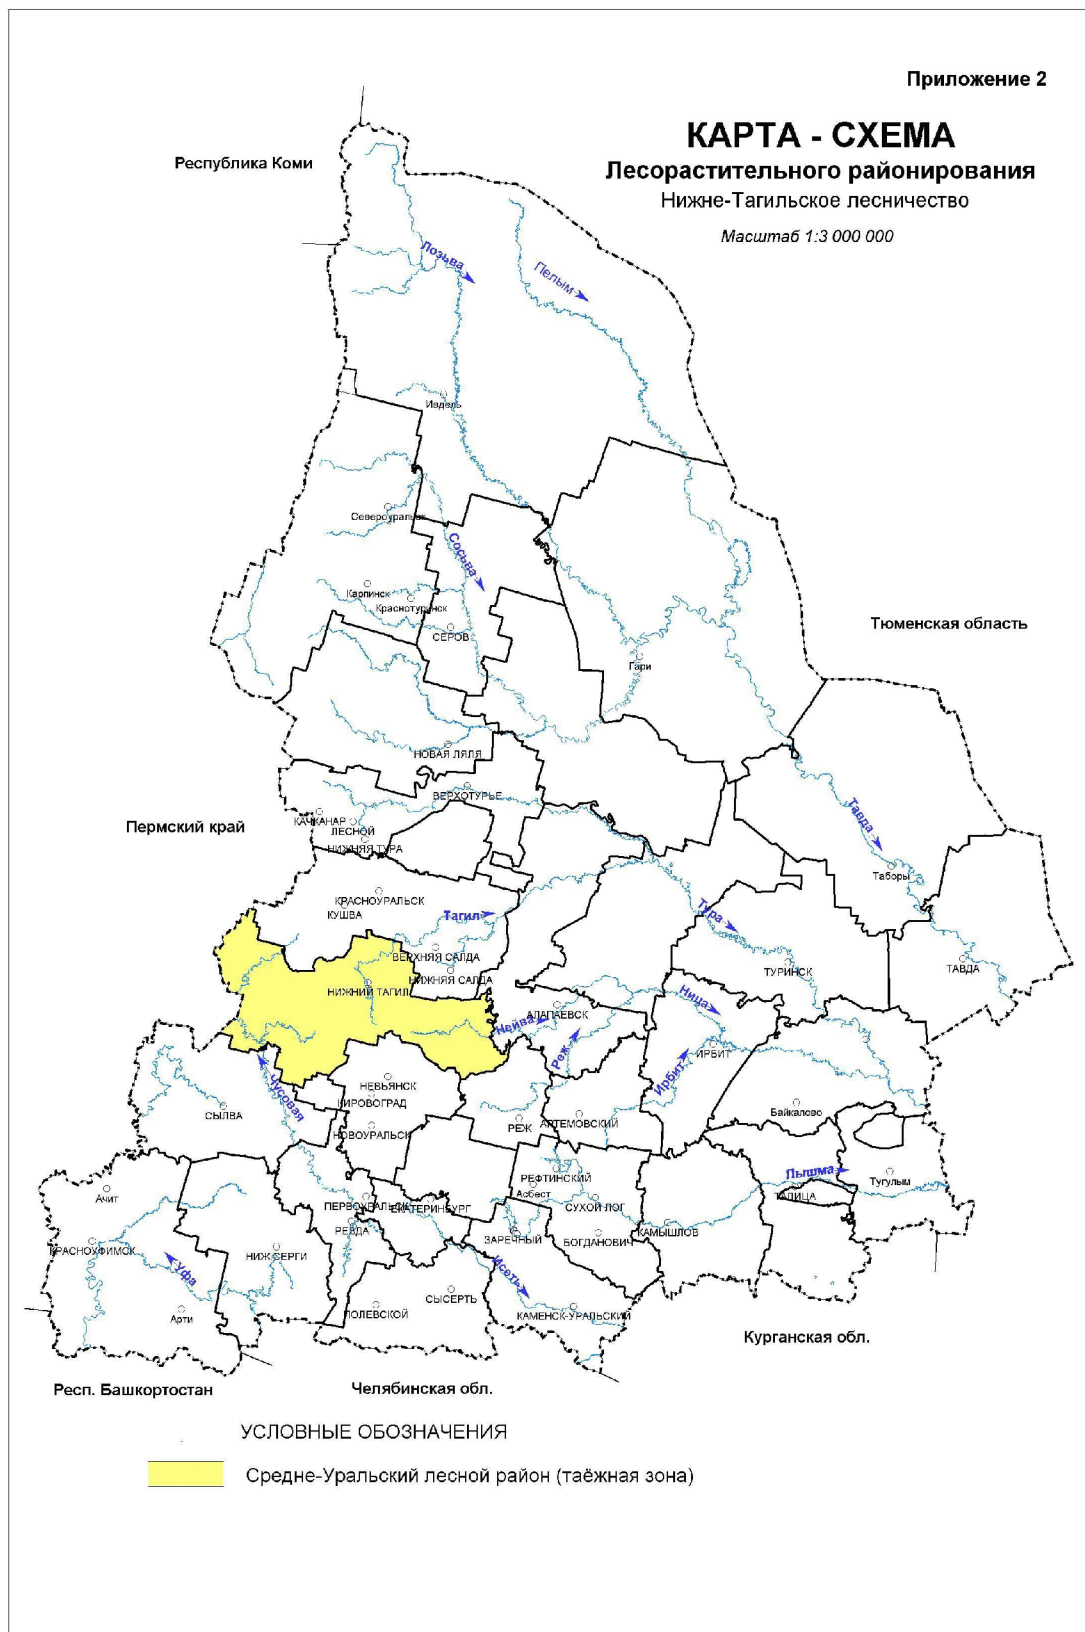 Приложение 2
КАРТА - СХЕМА
Лесорастительного районирования
Нижне-Тагильское лесничество
Масштаб 1:3 000 000
Республика Коми
Лозьва
Пелым
Ивдель
Североуральск
Сосьва
Карпинск
Краснотурьинск
СЕРОВ
Тюменская область
Гари
НОВАЯ ЛЯЛЯ
ВЕРХОТУРЬЕ
КАЧКАНАР
ЛЕСНОЙ
НИЖНЯЯ ТУРА
Пермский край
Тавда
Таборы
КРАСНОУРАЛЬСК
КУШВА
Тагил
Тура
ВЕРХНЯЯ САЛДА
НИЖНЯЯ САЛДА
ТУРИНСК
ТАВДА
НИЖНИЙ ТАГИЛ
Ница
АЛАПАЕВСК
Нейва
Реж
ИРБИТ
Ирбит
НЕВЬЯНСК
Чусовая
КИРОВОГРАД
СЫЛВА
Байкалово
РЕЖ
АРТЕМОВСКИЙ
НОВОУРАЛЬСК
Пышма
Тугулым
РЕФТИНСКИЙ
Ачит
Асбест
ТАЛИЦА
ПЕРВОУРАЛЬСК
ЕКАТЕРИНБУРГ
СУХОЙ ЛОГ
РЕВДА
ЗАРЕЧНЫЙ
БОГДАНОВИЧ
КАМЫШЛОВ
КРАСНОУФИМСК
НИЖ.СЕРГИ
Уфа
Исеть
СЫСЕРТЬ
Арти
ПОЛЕВСКОЙ
КАМЕНСК-УРАЛЬСКИЙ
Курганская обл.
Респ. Башкортостан
Челябинская обл.
УСЛОВНЫЕ ОБОЗНАЧЕНИЯ
Средне-Уральский лесной район (таёжная зона)